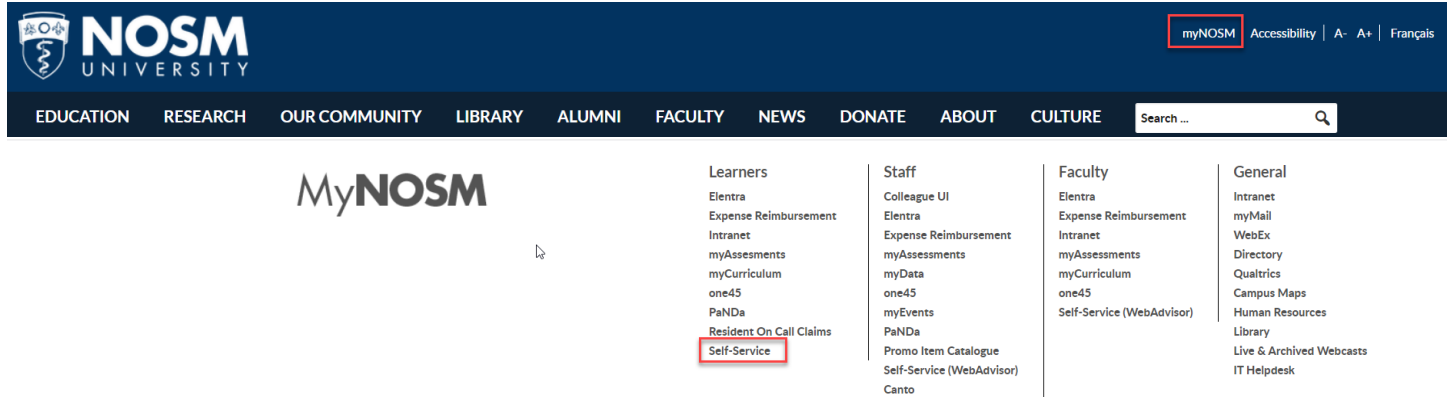 NOSM
UNIVERSITY
myNOSM Accessibility | A- A+ | Français
EDUCATION RESEARCH OUR COMMUNITY LIBRARY ALUMNI FACULTY NEWS DONATE ABOUT CULTURE Search ...
MyNOSM
Learners
Elentra
Expense Reimbursement
Intranet
myAssesments
myCurriculum
one45
PaNDa
Resident On Call Claims
Self-Service
Staff
Colleague UI
Elentra
Expense Reimbursement
myAssessments
myData
one45
myEvents
PaNDa
Promo Item Catalogue
Self-Service (WebAdvisor)
Canto
Faculty
Elentra
Expense Reimbursement
Intranet
myAssessments
myCurriculum
one45
Self-Service (WebAdvisor)
General
Intranet
myMail
WebEx
Directory
Qualtrics
Campus Maps
Human Resources
Library
Live & Archived Webcasts
IT Helpdesk